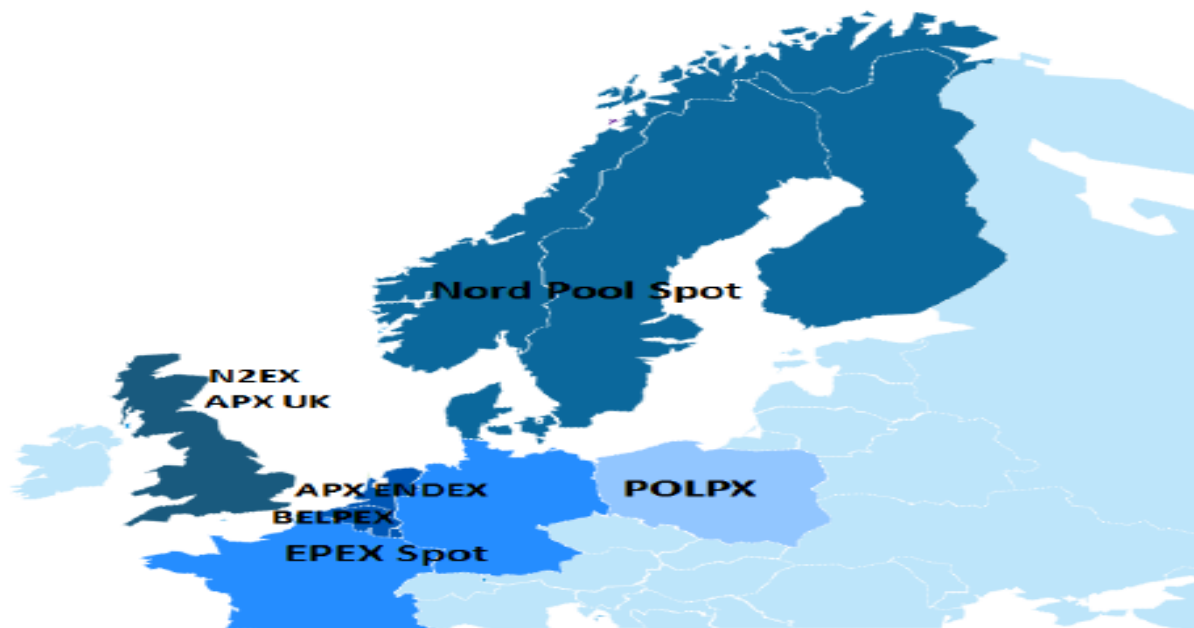 Nord Pool Spot
N2EX
APX UK
APX ENDEX
POLPX
BELPEX
EPEX Spot